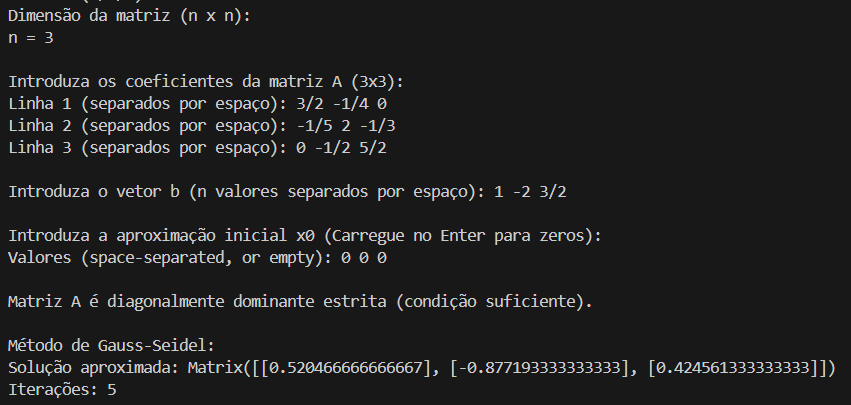 Dimensão da matriz (n x n):
n = 3
Introduza os coeficientes da matriz A (3x3):
Linha 1 (separados por espaço): 3/2 -1/4 0
Linha 2 (separados por espaço): -1/5 2 -1/3
Linha 3 (separados por espaço): 0 -1/2 5/2
Introduza o vetor b (n valores separados por espaço): 1 -2 3/2
Introduza a aproximação inicial x0 (Carregue no Enter para zeros):
Valores (space-separated, or empty): 0 0 0
Matriz A é diagonalmente dominante estrita (condição suficiente).
Método de Gauss-Seidel:
Solução aproximada: Matrix([[0.520466666666667], [-0.877193333333333], [0.424561333333333]])
Iterações: 5